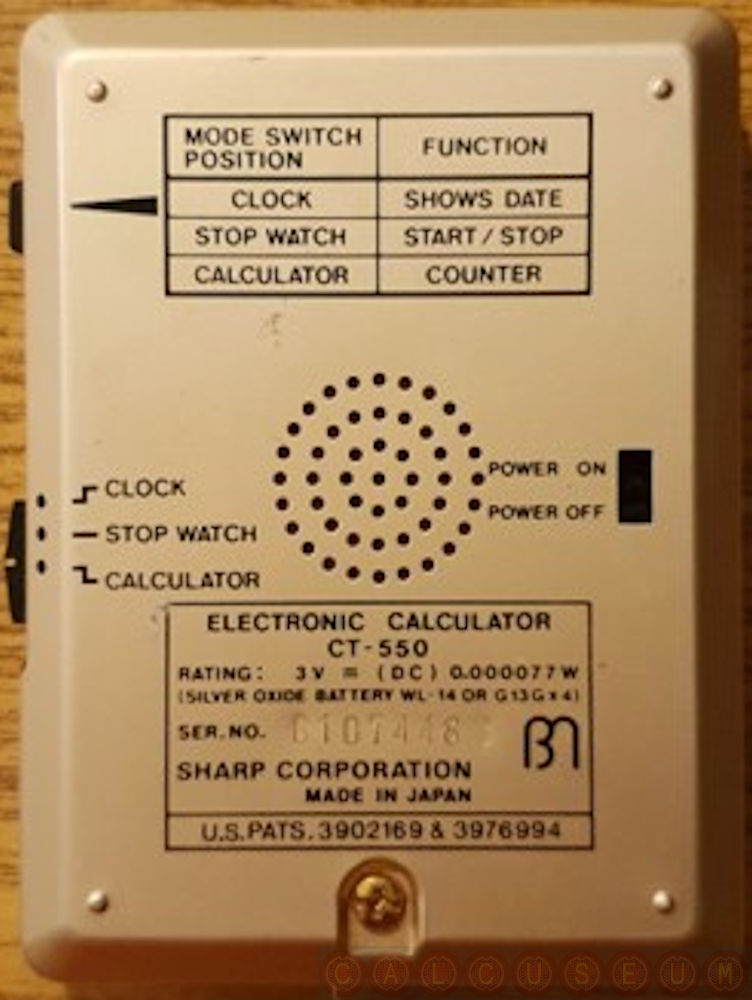 MODE SWITCH POSITION FUNCTION
CLOCK SHOWS DATE
STOP WATCH START / STOP
CALCULATOR COUNTER
POWER ON
CLOCK
POWER OFF
STOP WATCH
CALCULATOR
ELECTRONIC CALCULATOR
CT-550
RATING: 3V = (DC) 0.000077W
(SILVER OXIDE BATTERY WL-14 OR G13G x 4)
SER.NO.
SHARP CORPORATION
MADE IN JAPAN
U.S.PATS.3902169 & 3976994
CALCUSEUM